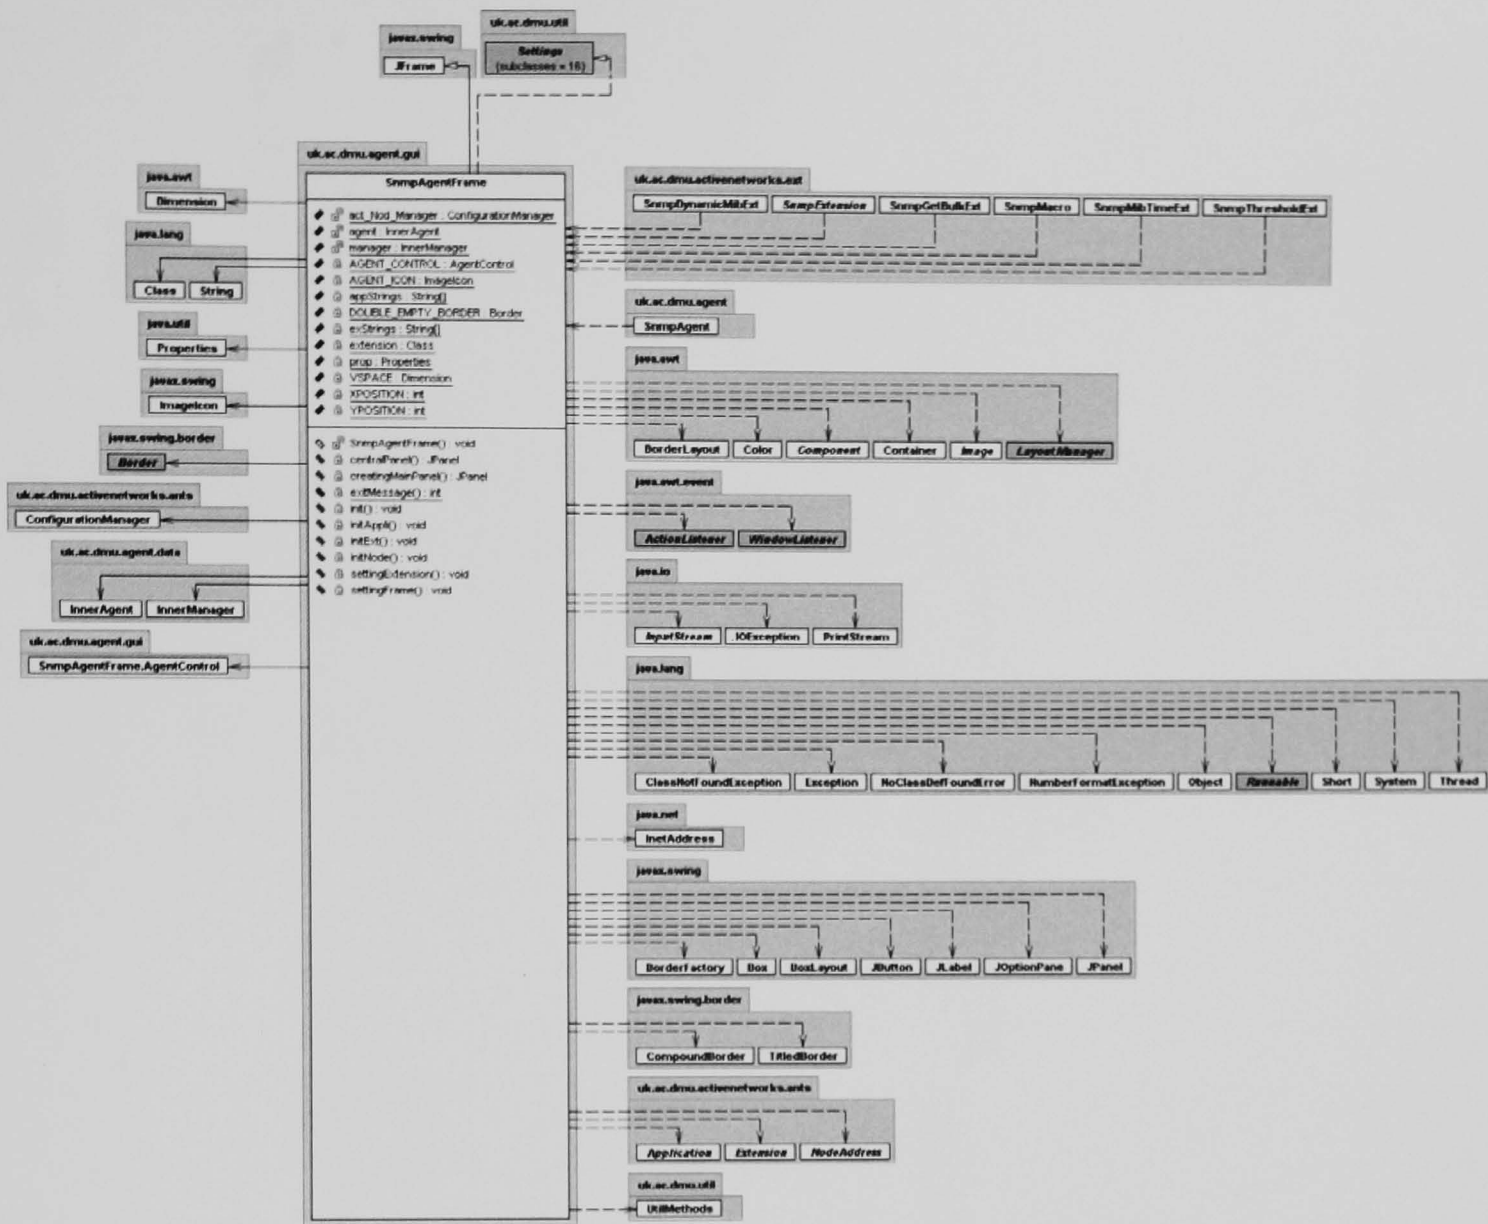 javax.swing
JFrame
uk.ac.dmu.util
Settings
(subclasses = 16)
uk.ac.dmu.agent.gui
SnmpAgentFrame
act_Nod_Manager : ConfigurationManager
agent : InnerAgent
manager : InnerManager
AGENT_CONTROL : AgentControl
AGENT_ICON : ImageIcon
appStrings : String[]
DOUBLE_EMPTY_BORDER : Border
exStrings : String[]
extension : Class
prop : Properties
VSPACE : Dimension
XPOSITION : int
YPOSITION : int
SnmpAgentFrame() : void
centralPanel() : JPanel
creatingMainPanel() : JPanel
exitMessage() : int
init() : void
initAppli() : void
initExt() : void
initNode() : void
settingExtension() : void
settingFrame() : void
java.awt
Dimension
java.lang
Class String
java.util
Properties
javax.swing
ImageIcon
javax.swing.border
Border
uk.ac.dmu.activenetworks.ants
ConfigurationManager
uk.ac.dmu.agent.data
InnerAgent InnerManager
uk.ac.dmu.agent.gui
SnmpAgentFrame.AgentControl
uk.ac.dmu.activenetworks.ext
SnmpDynamicMibExt SnmpExtension SnmpGetBulkExt SnmpMacro SnmpMibTimeExt SnmpThresholdExt
uk.ac.dmu.agent
SnmpAgent
java.awt
BorderLayout Color Component Container Image LayoutManager
java.awt.event
ActionListener WindowListener
java.io
InputStream IOException PrintStream
java.lang
ClassNotFoundException Exception NoClassDefFoundError NumberFormatException Object Runnable Short System Thread
java.net
InetAddress
javax.swing
BorderFactory Box BoxLayout JButton JLabel JOptionPane JPanel
javax.swing.border
CompoundBorder TitledBorder
uk.ac.dmu.activenetworks.ants
Application Extension NodeAddress
uk.ac.dmu.util
UtilMethods